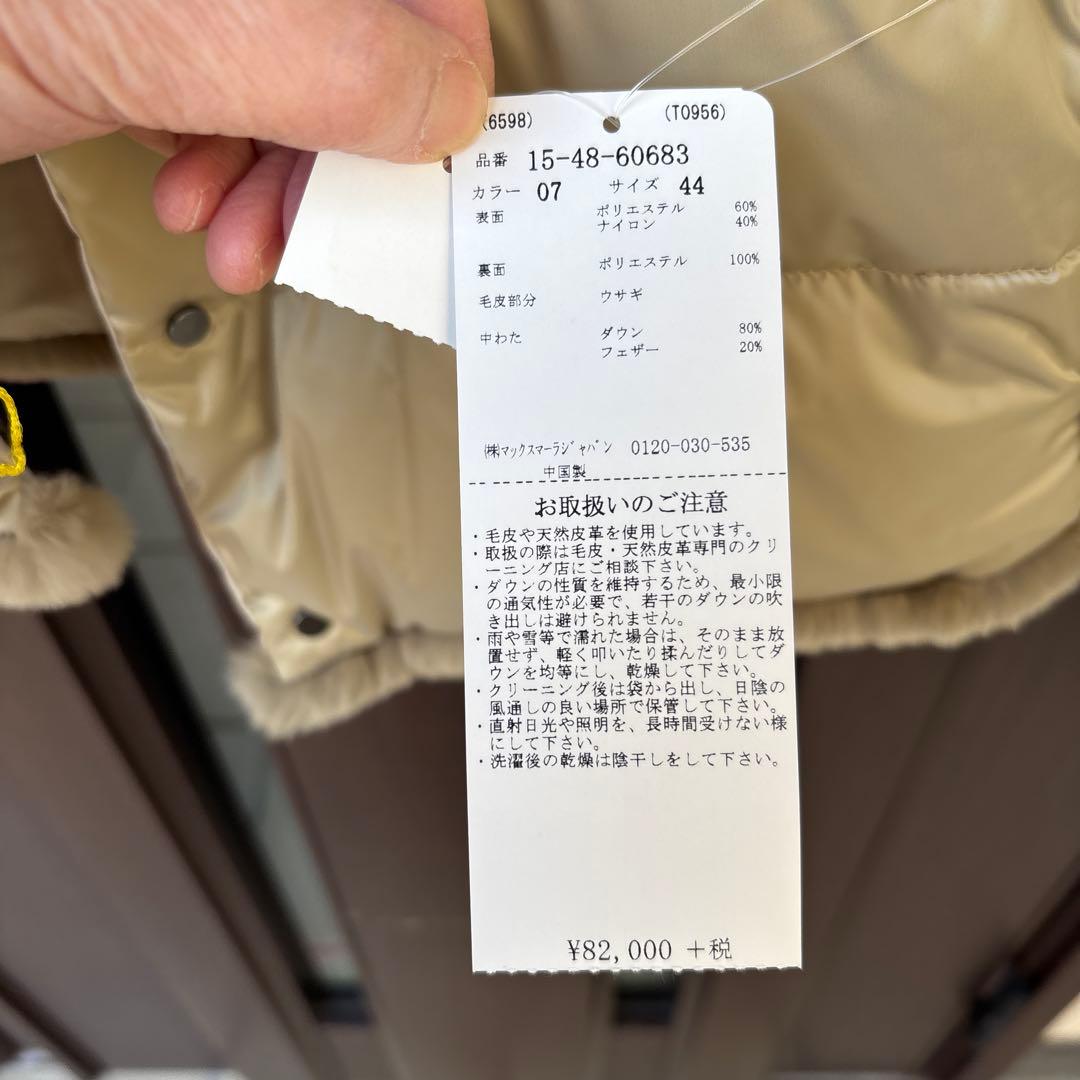 (6598) (T0956)
品番 15-48-60683
カラー 07 サイズ 44
表面 ポリエステル 60%
ナイロン 40%
裏面 ポリエステル 100%
毛皮部分 ウサギ
中わた ダウン 80%
フェザー 20%
㈱マックスマーラジャパン 0120-030-535
中国製
お取扱いのご注意
・毛皮や天然皮革を使用しています。
・取扱の際は毛皮・天然皮革専門のクリ
ーニング店にご相談下さい。
・ダウンの性質を維持するため、最小限
の通気性が必要で、若干のダウンの吹
き出しは避けられません。
・雨や雪等で濡れた場合は、そのまま放
置せず、軽く叩いたり揉んだりしてダ
ウンを均等にし、乾燥して下さい。
・クリーニング後は袋から出し、日陰の
風通しの良い場所で保管して下さい。
・直射日光や照明を、長時間受けない様
にして下さい。
・洗濯後の乾燥は陰干しをして下さい。
¥82,000 +税